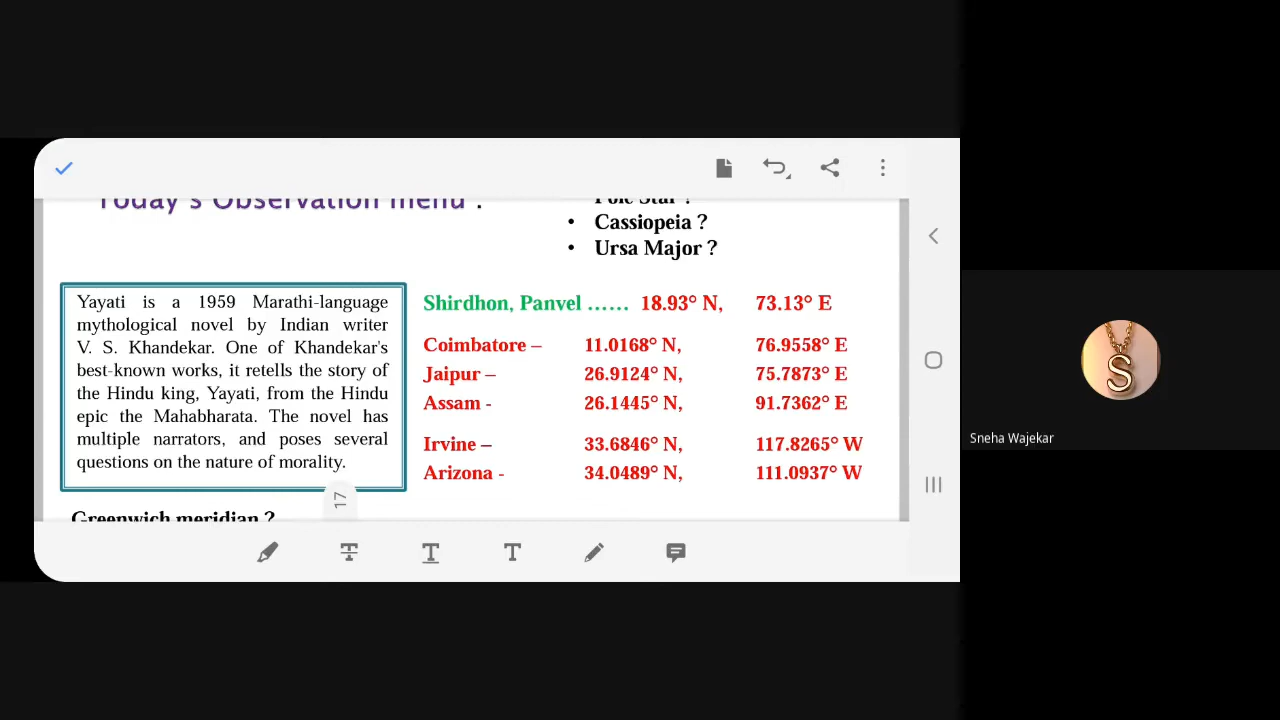 Today's Observation menu :
Pole Star ?
• Cassiopeia ?
• Ursa Major ?
Yayati is a 1959 Marathi-language
mythological novel by Indian writer
V. S. Khandekar. One of Khandekar's
best-known works, it retells the story of
the Hindu king, Yayati, from the Hindu
epic the Mahabharata. The novel has
multiple narrators, and poses several
questions on the nature of morality.
Shirdhon, Panvel …… 18.93° N, 73.13° E
Coimbatore – 11.0168° N, 76.9558° E
Jaipur – 26.9124° N, 75.7873° E
Assam - 26.1445° N, 91.7362° E
Irvine – 33.6846° N, 117.8265° W
Arizona - 34.0489° N, 111.0937° W
17
Greenwich meridian ?
S
Sneha Wajekar